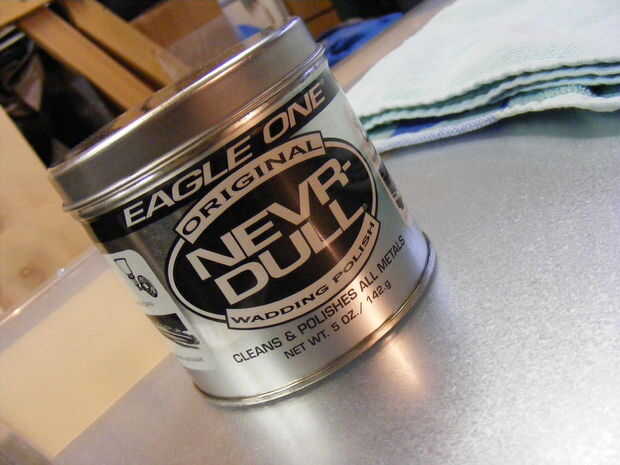 EAGLE ONE
ORIGINAL
NEVR-
DULL
WADDING POLISH
CLEANS & POLISHES ALL METALS
NET WT. 5 OZ./ 142 g